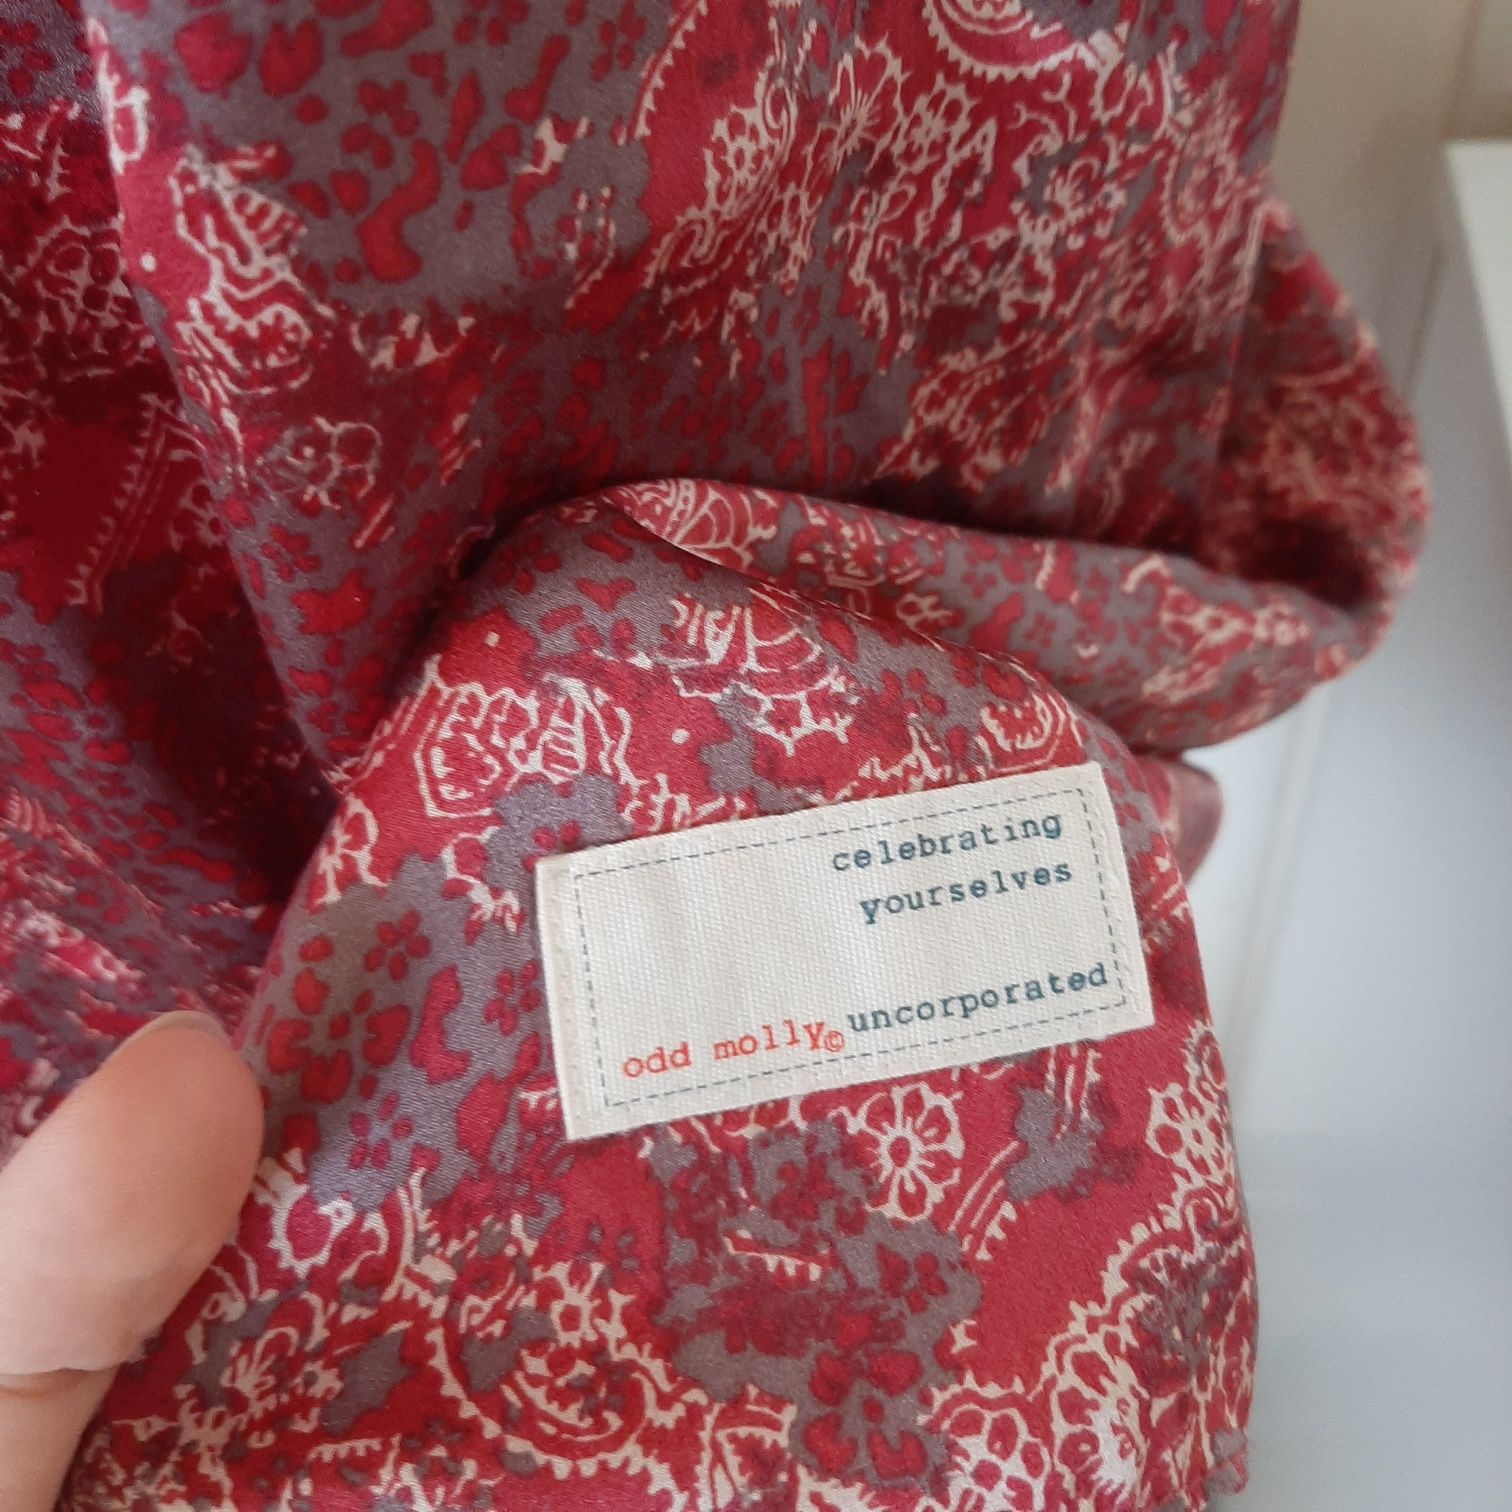 celebrating
yourselves
odd molly© uncorporated